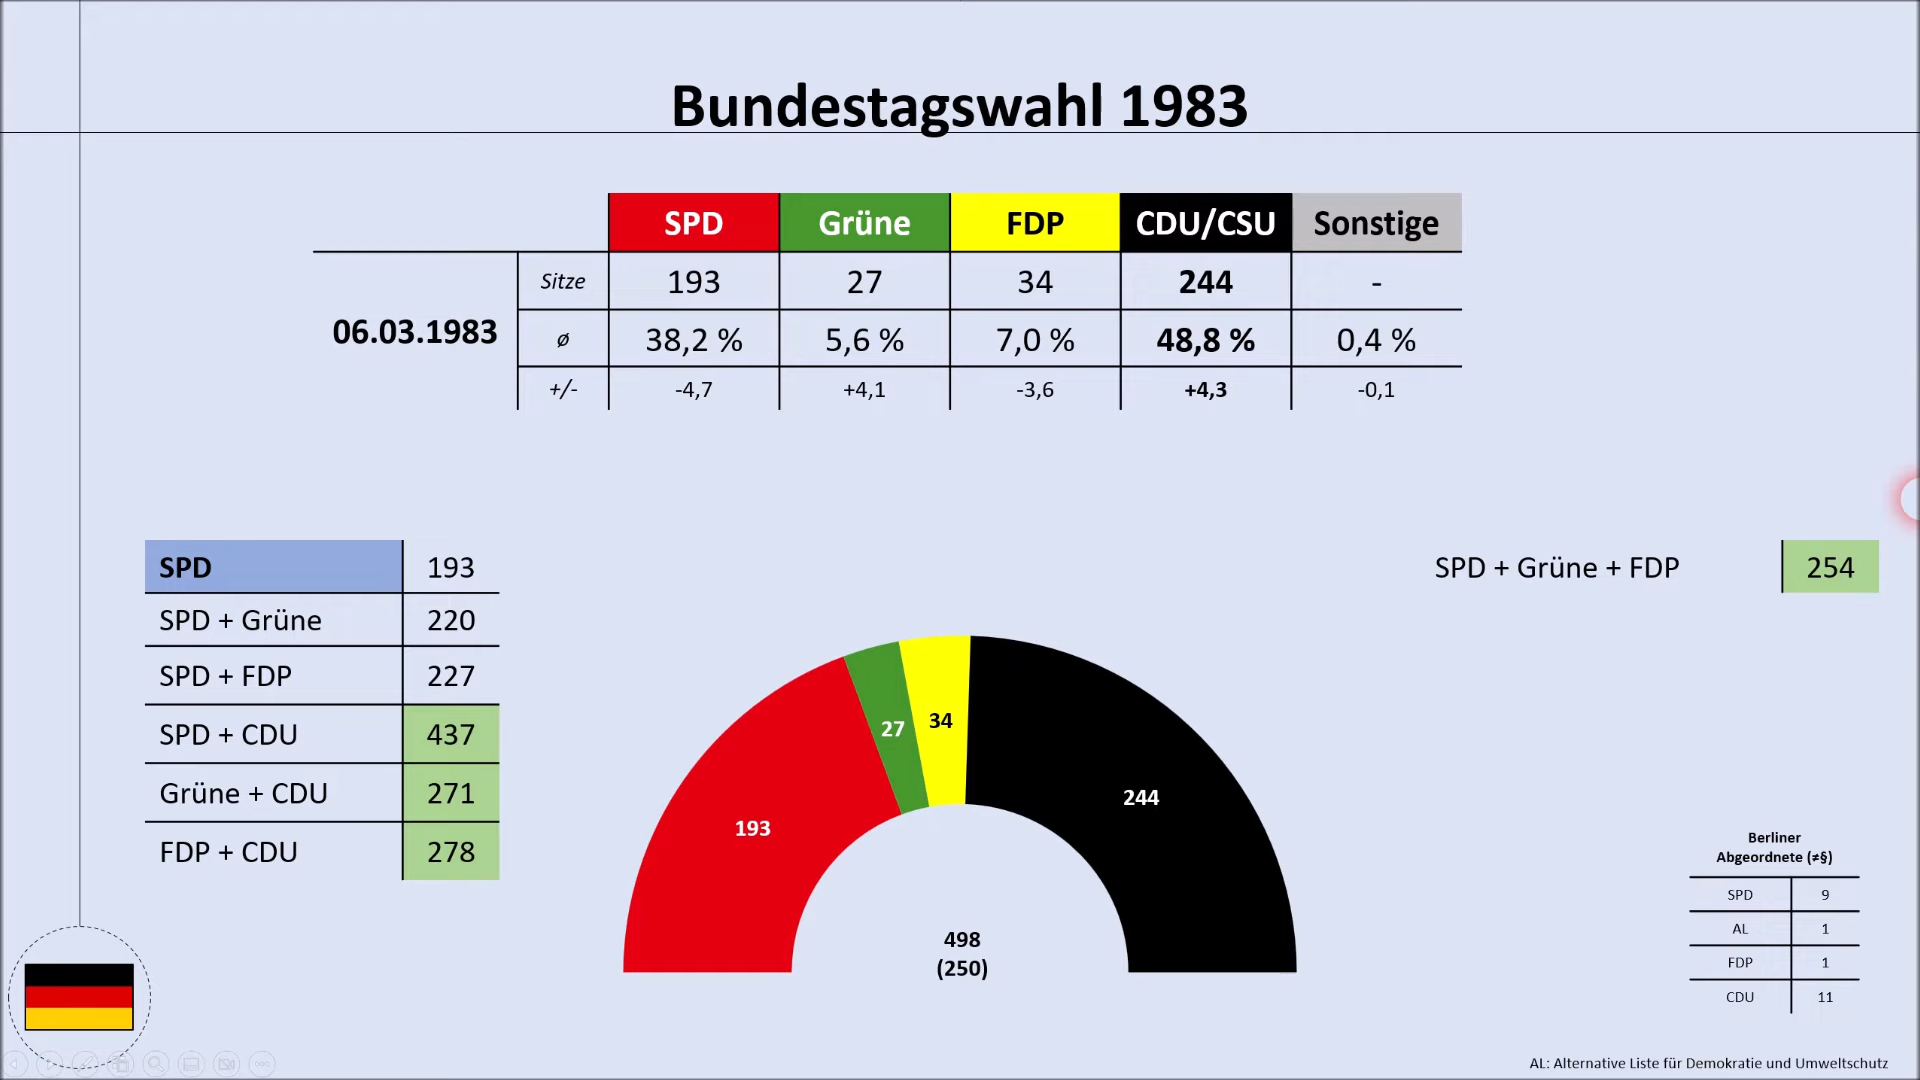 Bundestagswahl 1983
SPD Grüne FDP CDU/CSU Sonstige
06.03.1983
Sitze 193 27 34 244 -
ø 38,2 % 5,6 % 7,0 % 48,8 % 0,4 %
+/- -4,7 +4,1 -3,6 +4,3 -0,1
SPD 193
SPD + Grüne 220
SPD + FDP 227
SPD + CDU 437
Grüne + CDU 271
FDP + CDU 278
SPD + Grüne + FDP 254
193
27
34
244
498
(250)
Berliner
Abgeordnete (≠§)
SPD 9
AL 1
FDP 1
CDU 11
AL: Alternative Liste für Demokratie und Umweltschutz